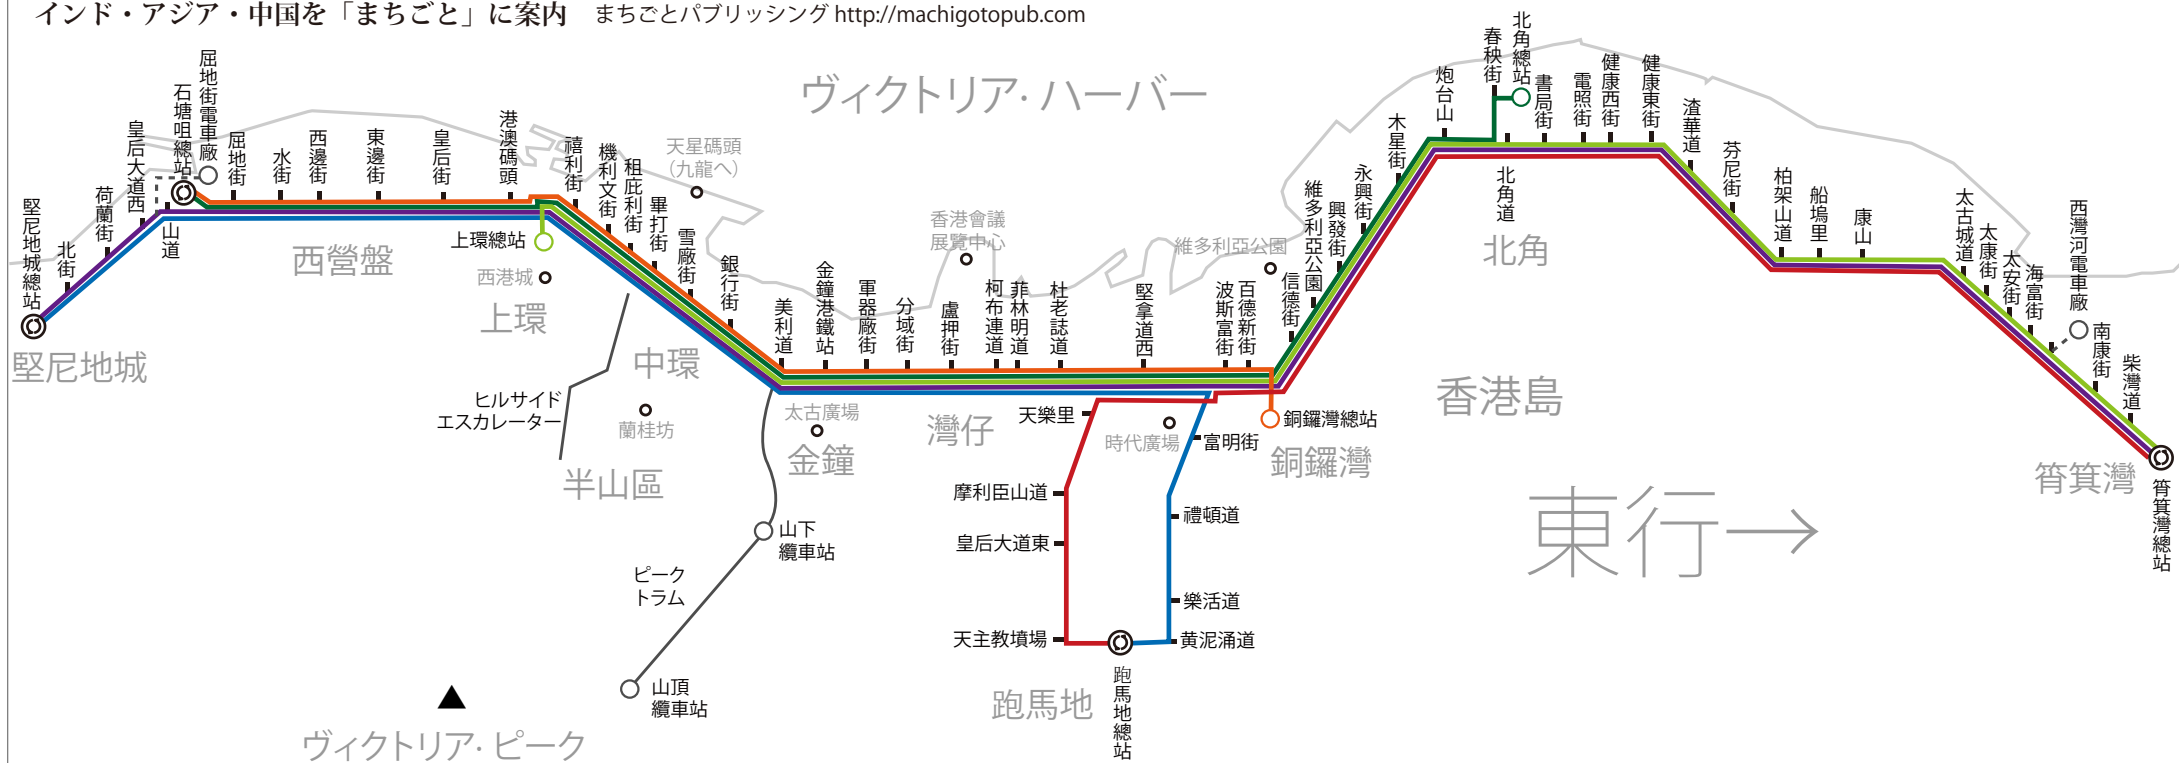 インド・アジア・中国を「まちごと」に案内 まちごとパブリッシング http://machigotopub.com
ヴィクトリア・ハーバー
堅尼地城總站
北街
荷蘭街
皇后大道西
石塘咀總站
屈地街電車廠
山道
屈地街
水街
西邊街
東邊街
皇后街
港澳碼頭
上環總站
禧利街
機利文街
租庇利街
畢打街
雪廠街
銀行街
美利道
金鐘港鐵站
軍器廠街
分域街
盧押街
柯布連道
菲林明道
杜老誌道
堅拿道西
波斯富街
百德新街
銅鑼灣總站
信德街
維多利亞公園
興發街
永興街
木星街
炮台山
春秧街
北角總站
北角道
書局街
電照街
健康西街
健康東街
渣華道
芬尼街
柏架山道
船塢里
康山
太古城道
太康街
太安街
海富街
西灣河電車廠
南康街
柴灣道
筲箕灣總站
天星碼頭
（九龍へ）
香港會議
展覧中心
維多利亞公園
西港城
蘭桂坊
太古廣場
時代廣場
堅尼地城
西營盤
上環
中環
半山區
金鐘
灣仔
銅鑼灣
香港島
北角
筲箕灣
ヒルサイド
エスカレーター
天樂里
摩利臣山道
皇后大道東
天主教墳場
富明街
禮頓道
樂活道
黄泥涌道
跑馬地
跑馬地總站
山下
纜車站
ピーク
トラム
山頂
纜車站
ヴィクトリア・ピーク
東行→